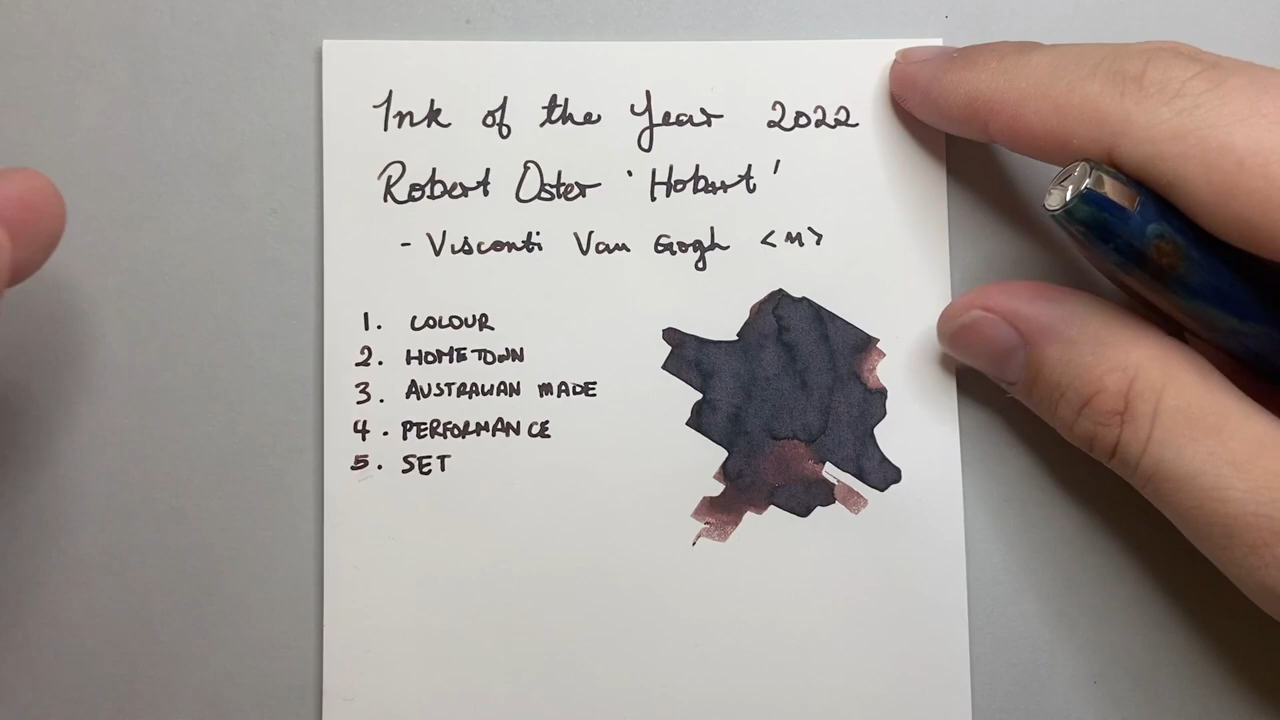 Ink of the Year 2022
Robert Oster 'Hobart'
- Visconti Van Gogh <M>
1. COLOUR
2. HOMETOWN
3. AUSTRALIAN MADE
4. PERFORMANCE
5. SET